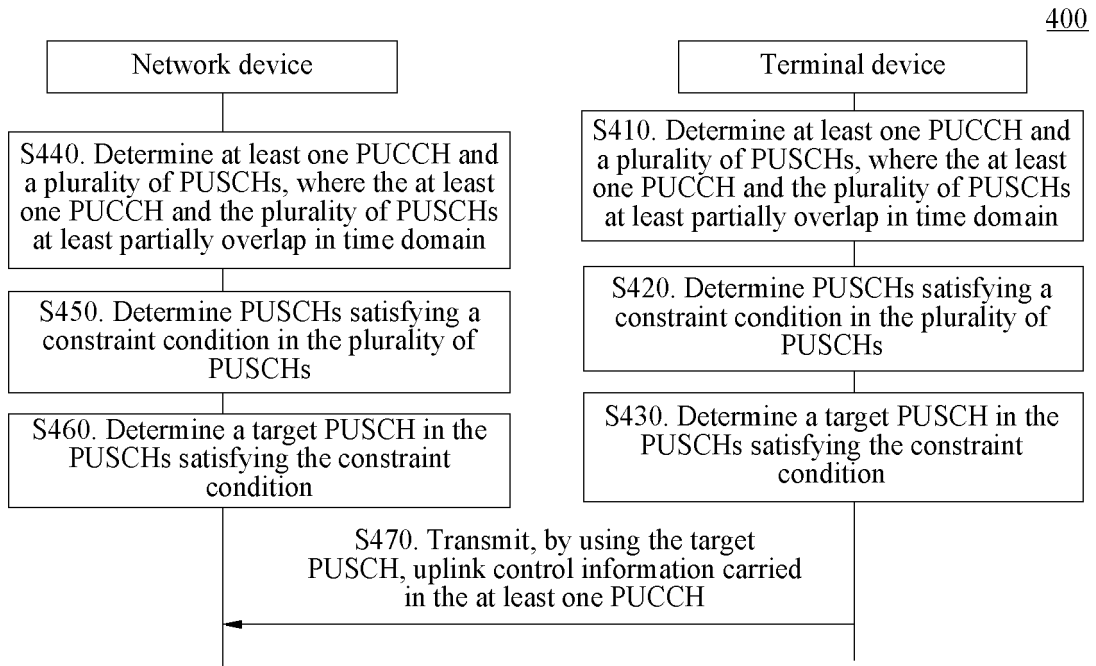 400
Network device
Terminal device
S440. Determine at least one PUCCH and
a plurality of PUSCHs, where the at least
one PUCCH and the plurality of PUSCHs
at least partially overlap in time domain
S410. Determine at least one PUCCH and
a plurality of PUSCHs, where the at least
one PUCCH and the plurality of PUSCHs
at least partially overlap in time domain
S450. Determine PUSCHs satisfying a
constraint condition in the plurality of
PUSCHs
S420. Determine PUSCHs satisfying a
constraint condition in the plurality of
PUSCHs
S460. Determine a target PUSCH in the
PUSCHs satisfying the constraint
condition
S430. Determine a target PUSCH in the
PUSCHs satisfying the constraint
condition
S470. Transmit, by using the target
PUSCH, uplink control information carried
in the at least one PUCCH